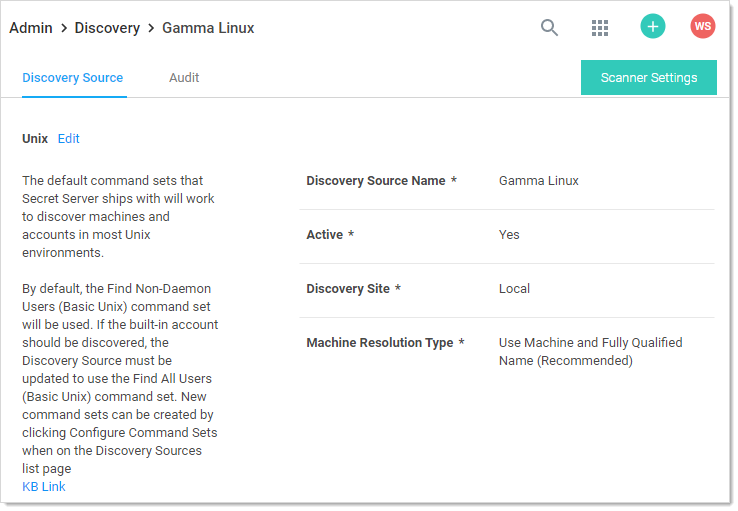 Admin > Discovery > Gamma Linux
WS
Discovery Source
Audit
Scanner Settings
Unix Edit
The default command sets that
Secret Server ships with will work
to discover machines and
accounts in most Unix
environments.
By default, the Find Non-Daemon
Users (Basic Unix) command set
will be used. If the built-in account
should be discovered, the
Discovery Source must be
updated to use the Find All Users
(Basic Unix) command set. New
command sets can be created by
clicking Configure Command Sets
when on the Discovery Sources
list page
KB Link
Discovery Source Name * Gamma Linux
Active * Yes
Discovery Site * Local
Machine Resolution Type * Use Machine and Fully Qualified
Name (Recommended)